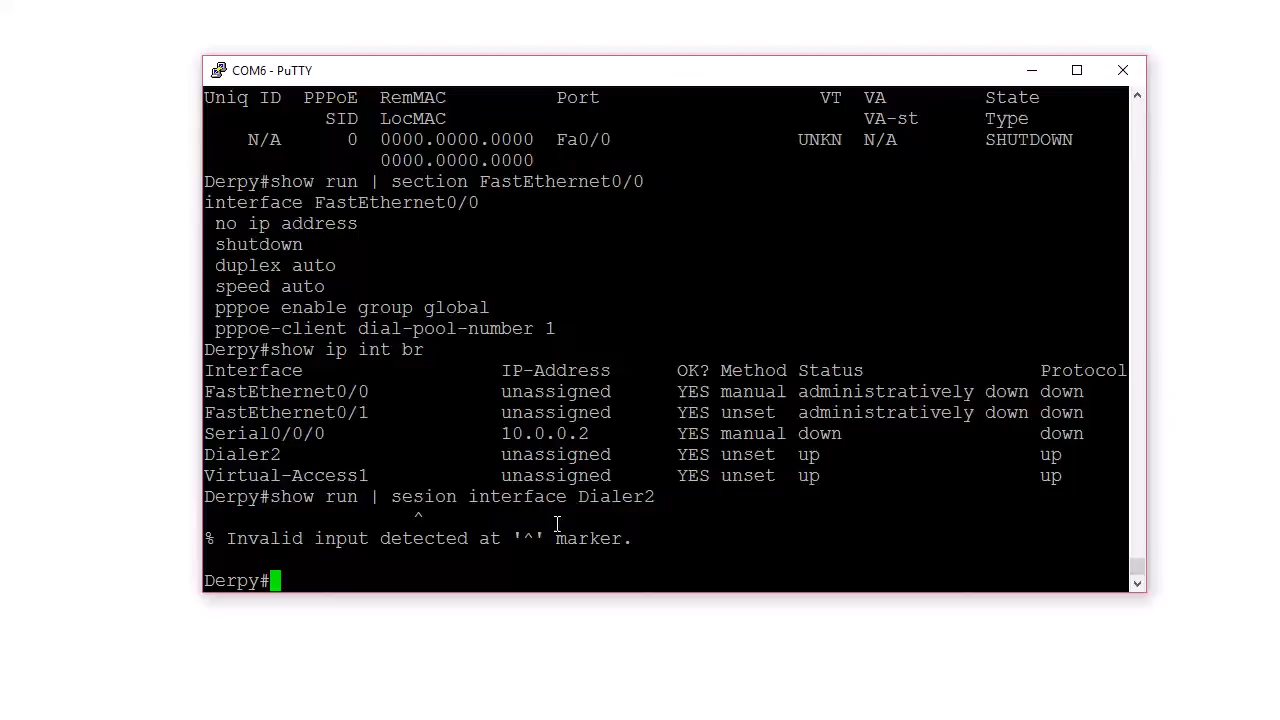 COM6 - PuTTY
Uniq ID PPPoE RemMAC Port VT VA State
SID LocMAC VA-st Type
N/A 0 0000.0000.0000 Fa0/0 UNKN N/A SHUTDOWN
0000.0000.0000
Derpy#show run | section FastEthernet0/0
interface FastEthernet0/0
no ip address
shutdown
duplex auto
speed auto
pppoe enable group global
pppoe-client dial-pool-number 1
Derpy#show ip int br
Interface IP-Address OK? Method Status Protocol
FastEthernet0/0 unassigned YES manual administratively down down
FastEthernet0/1 unassigned YES unset administratively down down
Serial0/0/0 10.0.0.2 YES manual down down
Dialer2 unassigned YES unset up up
Virtual-Access1 unassigned YES unset up up
Derpy#show run | sesion interface Dialer2
^
% Invalid input detected at '^' marker.
Derpy#